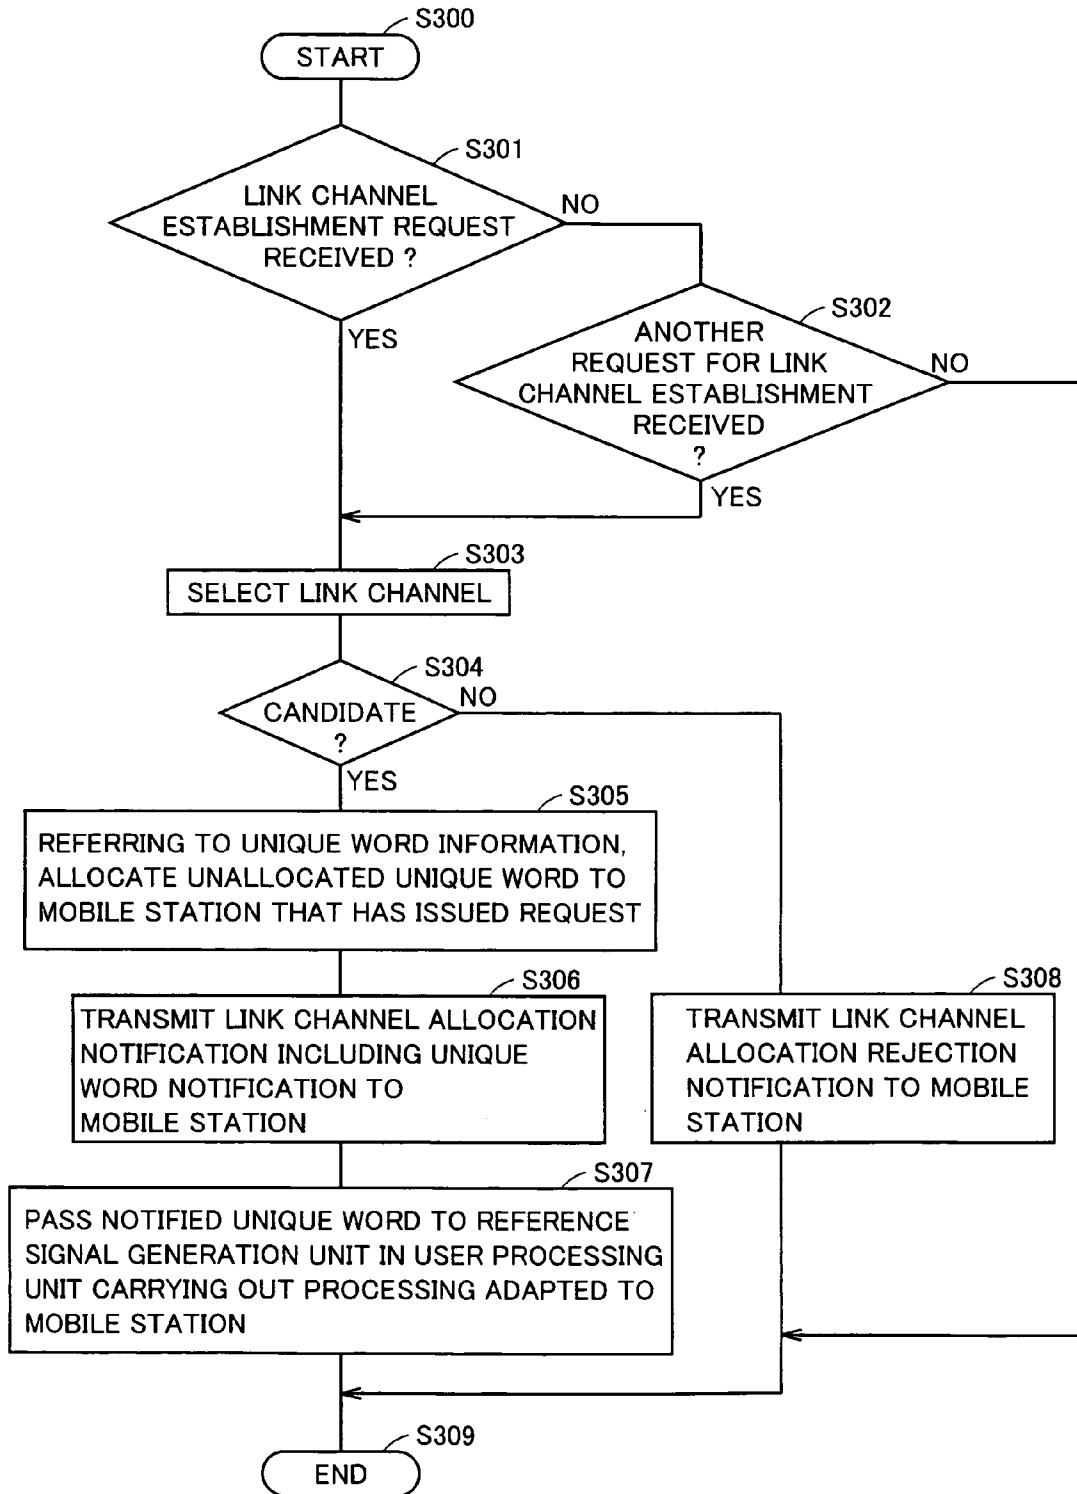 S300
START
S301
LINK CHANNEL
ESTABLISHMENT REQUEST
RECEIVED ?
NO
YES
S302
ANOTHER
REQUEST FOR LINK
CHANNEL ESTABLISHMENT
RECEIVED
?
NO
YES
S303
SELECT LINK CHANNEL
S304
CANDIDATE
?
NO
YES
S305
REFERRING TO UNIQUE WORD INFORMATION,
ALLOCATE UNALLOCATED UNIQUE WORD TO
MOBILE STATION THAT HAS ISSUED REQUEST
S306
TRANSMIT LINK CHANNEL ALLOCATION
NOTIFICATION INCLUDING UNIQUE
WORD NOTIFICATION TO
MOBILE STATION
S308
TRANSMIT LINK CHANNEL
ALLOCATION REJECTION
NOTIFICATION TO MOBILE
STATION
S307
PASS NOTIFIED UNIQUE WORD TO REFERENCE
SIGNAL GENERATION UNIT IN USER PROCESSING
UNIT CARRYING OUT PROCESSING ADAPTED TO
MOBILE STATION
S309
END